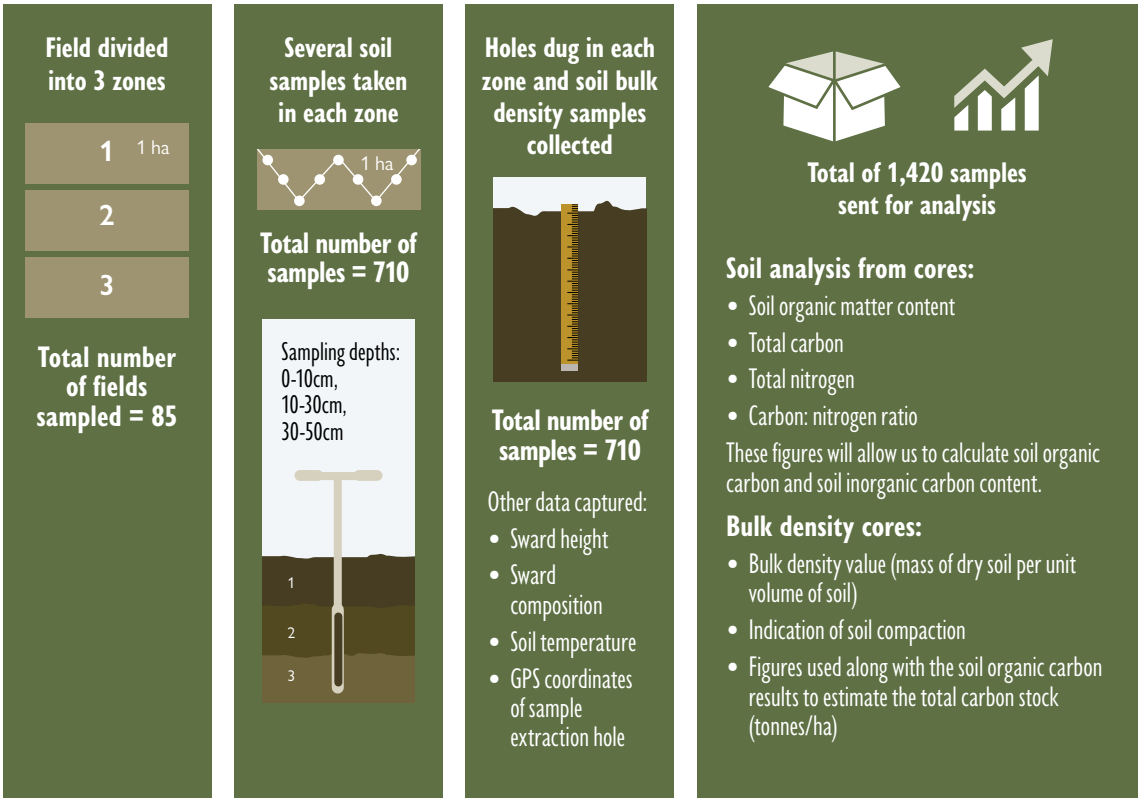 Field divided
into 3 zones
1 1 ha
2
3
Total number
of fields
sampled = 85
Several soil
samples taken
in each zone
1 ha
Total number of
samples = 710
Sampling depths:
0-10cm,
10-30cm,
30-50cm
1
2
3
Holes dug in each
zone and soil bulk
density samples
collected
Total number of
samples = 710
Other data captured:
• Sward height
• Sward
composition
• Soil temperature
• GPS coordinates
of sample
extraction hole
Total of 1,420 samples
sent for analysis
Soil analysis from cores:
• Soil organic matter content
• Total carbon
• Total nitrogen
• Carbon: nitrogen ratio
These figures will allow us to calculate soil organic
carbon and soil inorganic carbon content.
Bulk density cores:
• Bulk density value (mass of dry soil per unit
volume of soil)
• Indication of soil compaction
• Figures used along with the soil organic carbon
results to estimate the total carbon stock
(tonnes/ha)